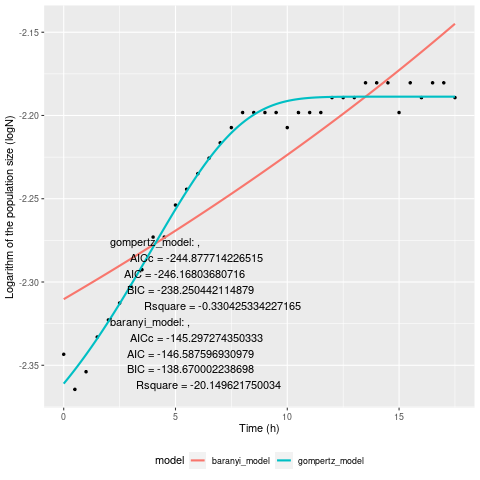 -2.15
-2.20
-2.25
-2.30
-2.35
Logarithm of the population size (logN)
gompertz_model: ,
AICc = -244.877714226515
AIC = -246.16803680716
BIC = -238.250442114879
Rsquare = -0.330425334227165
baranyi_model: ,
AICc = -145.297274350333
AIC = -146.587596930979
BIC = -138.670002238698
Rsquare = -20.149621750034
0 5 10 15
Time (h)
model baranyi_model gompertz_model